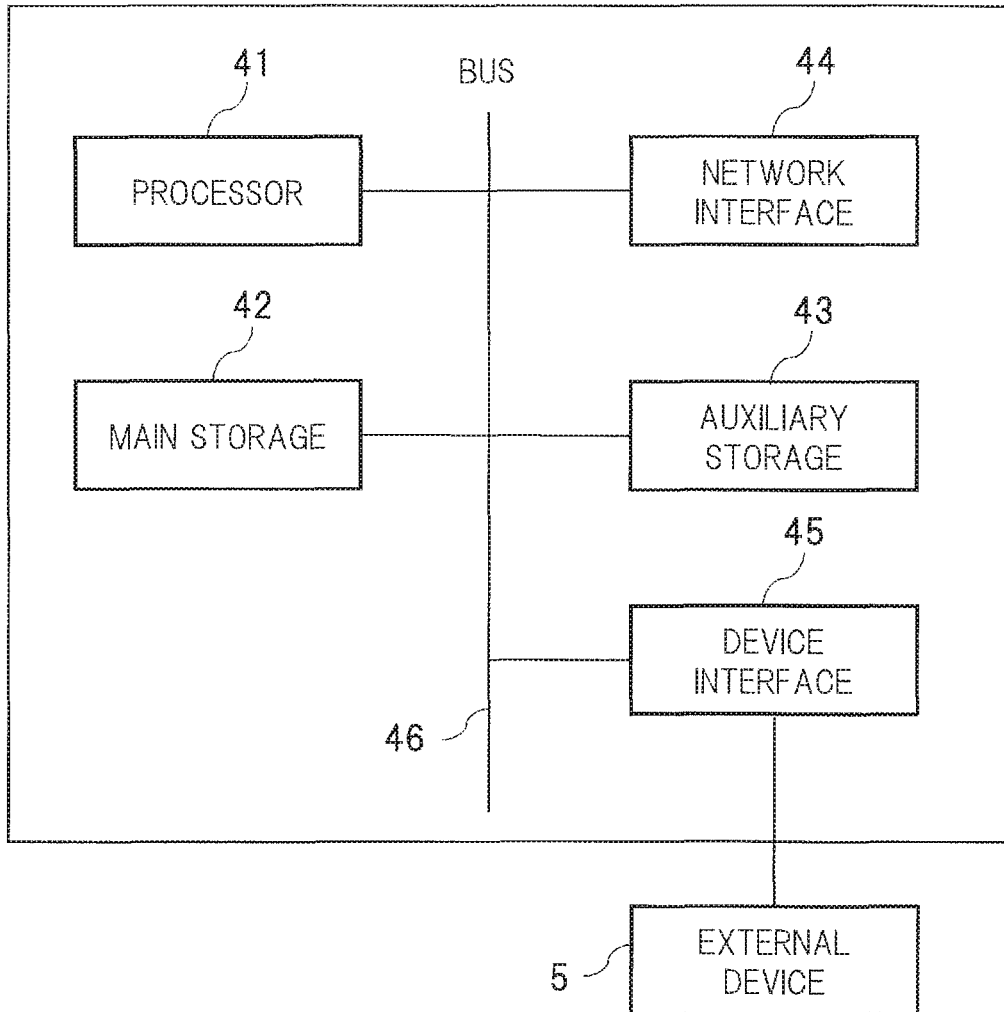 41
BUS
44
PROCESSOR
NETWORK
INTERFACE
42
43
MAIN STORAGE
AUXILIARY
STORAGE
45
DEVICE
INTERFACE
46
5
EXTERNAL
DEVICE